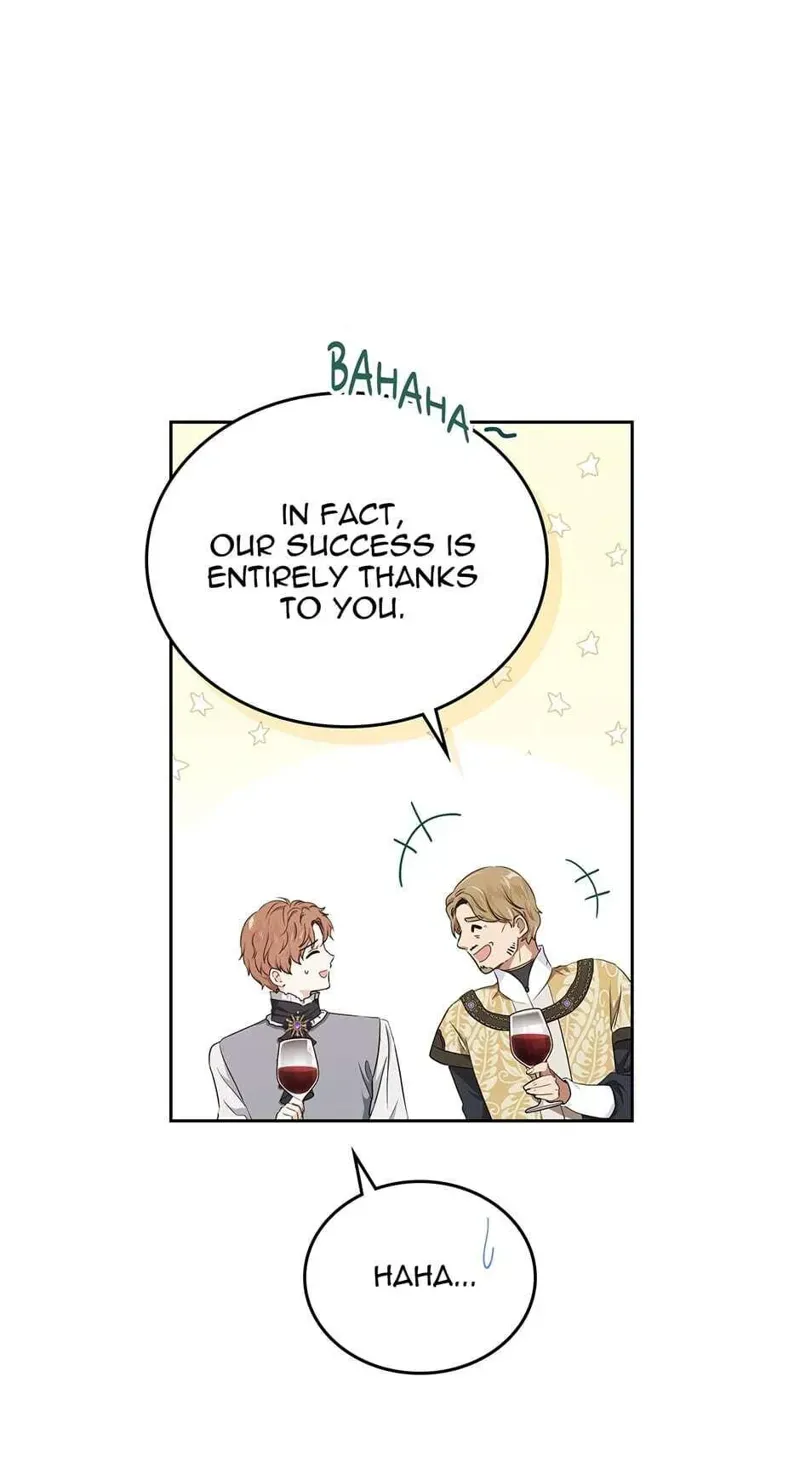 BAHAHA~
IN FACT,
OUR SUCCESS IS
ENTIRELY THANKS
TO YOU.
HAHA...